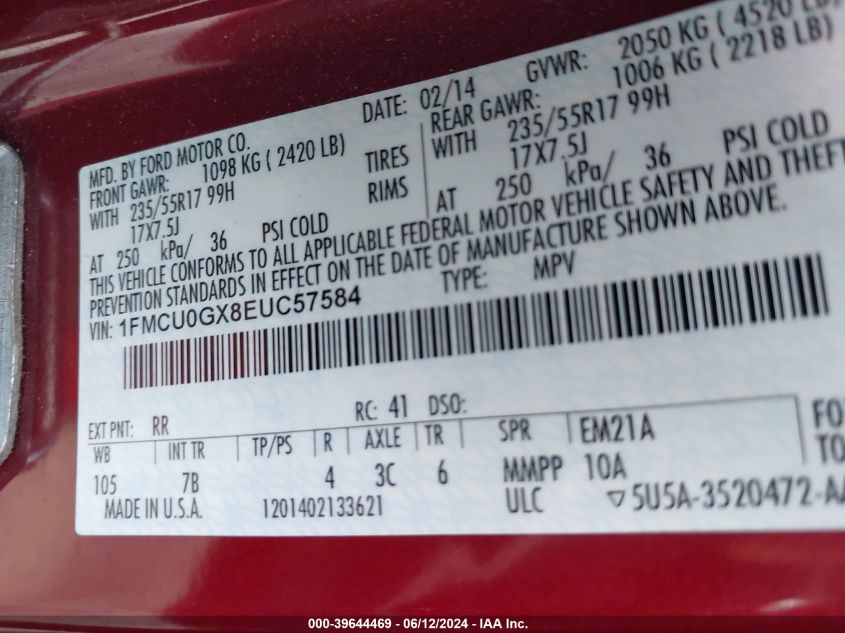 MFD. BY FORD MOTOR CO. DATE: 02/14 GVWR: 2050 KG ( 4520 LB)
FRONT GAWR: 1098 KG ( 2420 LB) REAR GAWR: 1006 KG ( 2218 LB)
WITH 235/55R17 99H TIRES WITH 235/55R17 99H
17X7.5J RIMS 17X7.5J
AT 250 kPa/ 36 PSI COLD AT 250 kPa/ 36 PSI COLD
THIS VEHICLE CONFORMS TO ALL APPLICABLE FEDERAL MOTOR VEHICLE SAFETY AND THEFT
PREVENTION STANDARDS IN EFFECT ON THE DATE OF MANUFACTURE SHOWN ABOVE.
VIN: 1FMCU0GX8EUC57584 TYPE: MPV
EXT PNT: RR RC: 41 DSO:
WB INT TR TP/PS R AXLE TR SPR EM21A
105 7B 4 3C 6 MMPP 10A
MADE IN U.S.A. 1201402133621 ULC ▽5U5A-3520472-A
000-39644469 - 06/12/2024 - IAA Inc.